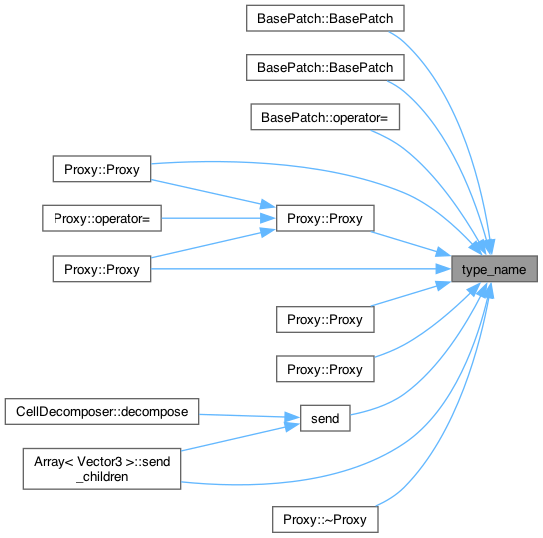 BasePatch::BasePatch
BasePatch::BasePatch
BasePatch::operator=
Proxy::Proxy
Proxy::operator=
Proxy::Proxy
Proxy::Proxy
type_name
Proxy::Proxy
Proxy::Proxy
CellDecomposer::decompose
send
Array< Vector3 >::send
_children
Proxy::~Proxy